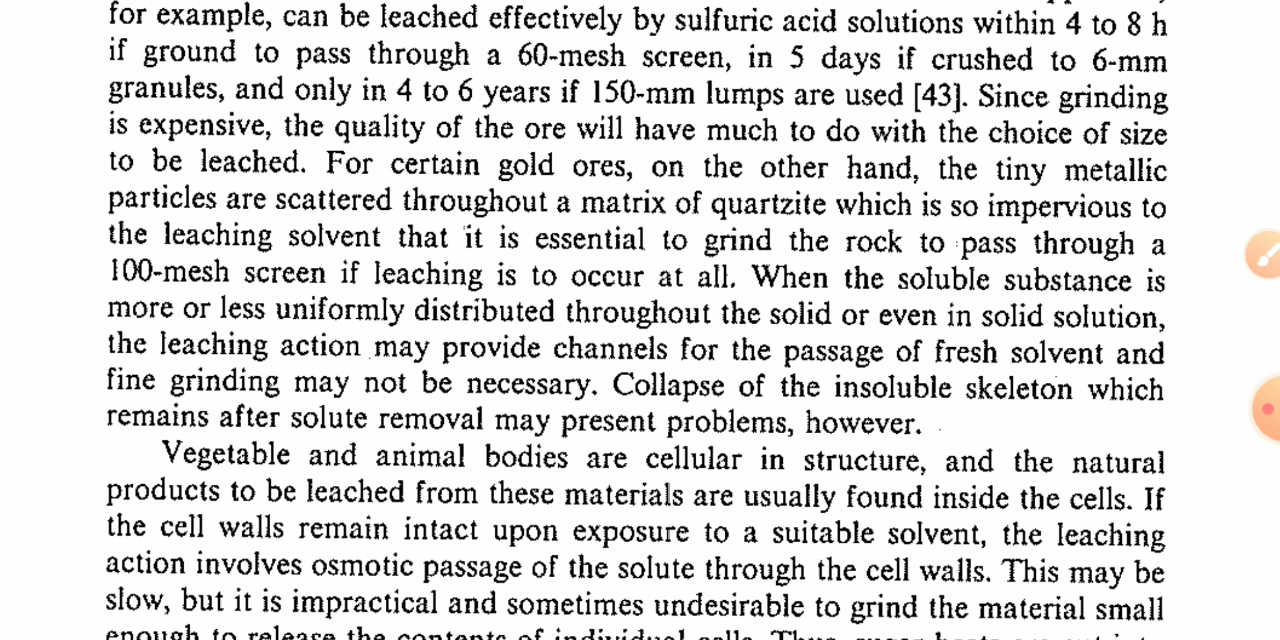 for example, can be leached effectively by sulfuric acid solutions within 4 to 8 h
if ground to pass through a 60-mesh screen, in 5 days if crushed to 6-mm
granules, and only in 4 to 6 years if 150-mm lumps are used [43]. Since grinding
is expensive, the quality of the ore will have much to do with the choice of size
to be leached. For certain gold ores, on the other hand, the tiny metallic
particles are scattered throughout a matrix of quartzite which is so impervious to
the leaching solvent that it is essential to grind the rock to pass through a
100-mesh screen if leaching is to occur at all. When the soluble substance is
more or less uniformly distributed throughout the solid or even in solid solution,
the leaching action may provide channels for the passage of fresh solvent and
fine grinding may not be necessary. Collapse of the insoluble skeleton which
remains after solute removal may present problems, however.
Vegetable and animal bodies are cellular in structure, and the natural
products to be leached from these materials are usually found inside the cells. If
the cell walls remain intact upon exposure to a suitable solvent, the leaching
action involves osmotic passage of the solute through the cell walls. This may be
slow, but it is impractical and sometimes undesirable to grind the material small
enough to release the contents of individual cells. Thus,